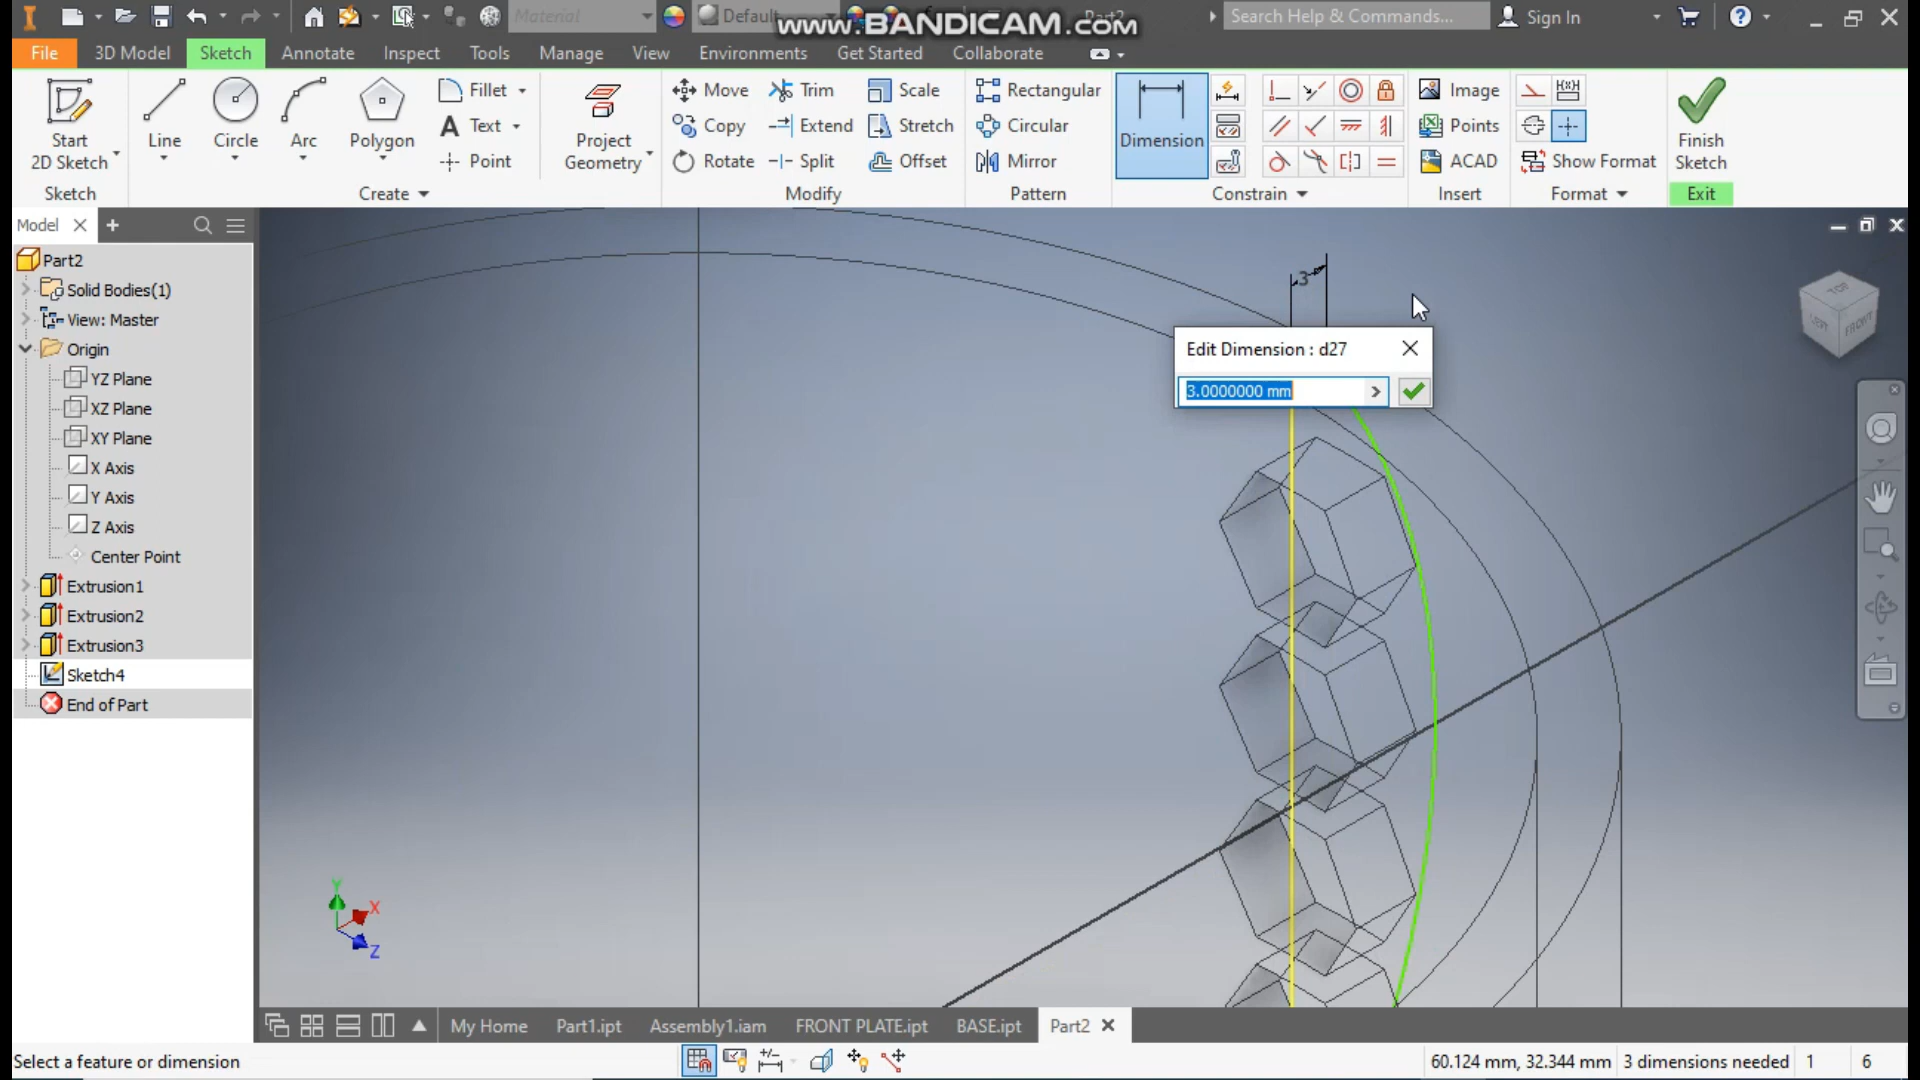 Material
Default
www.BANDICAM.com
Part2
Search Help & Commands...
Sign In
File
3D Model
Sketch
Annotate
Inspect
Tools
Manage
View
Environments
Get Started
Collaborate
Start
2D Sketch
Line
Circle
Arc
Polygon
Fillet
Text
Point
Project
Geometry
Move
Copy
Rotate
Trim
Extend
Split
Scale
Stretch
Offset
Rectangular
Circular
Mirror
Dimension
Image
Points
ACAD
Show Format
Finish
Sketch
Sketch
Create
Modify
Pattern
Constrain
Insert
Format
Exit
Model
Part2
Solid Bodies(1)
View: Master
Origin
YZ Plane
XZ Plane
XY Plane
X Axis
Y Axis
Z Axis
Center Point
Extrusion1
Extrusion2
Extrusion3
Sketch4
End of Part
3
Edit Dimension : d27
3.0000000 mm
TOP
LEFT
FRONT
Y
X
Z
My Home
Part1.ipt
Assembly1.iam
FRONT PLATE.ipt
BASE.ipt
Part2
Select a feature or dimension
60.124 mm, 32.344 mm
3 dimensions needed
1
6